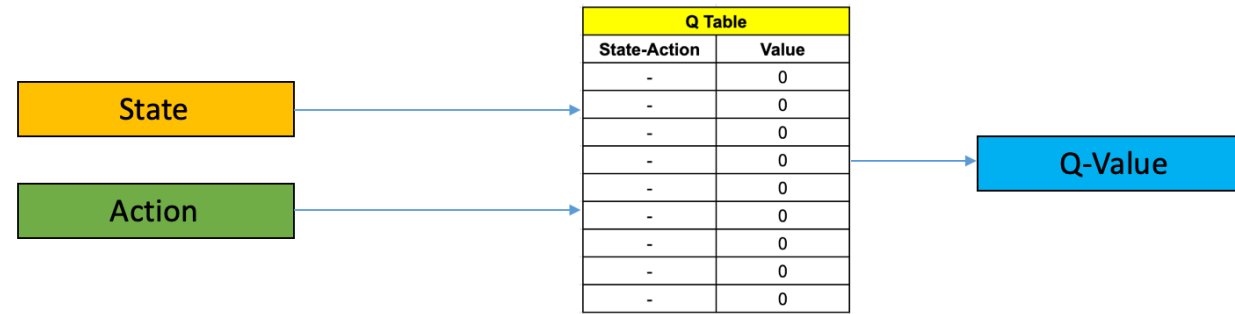 Q Table
State-Action Value
- 0
- 0
- 0
- 0
- 0
- 0
- 0
- 0
- 0
State
Action
Q-Value